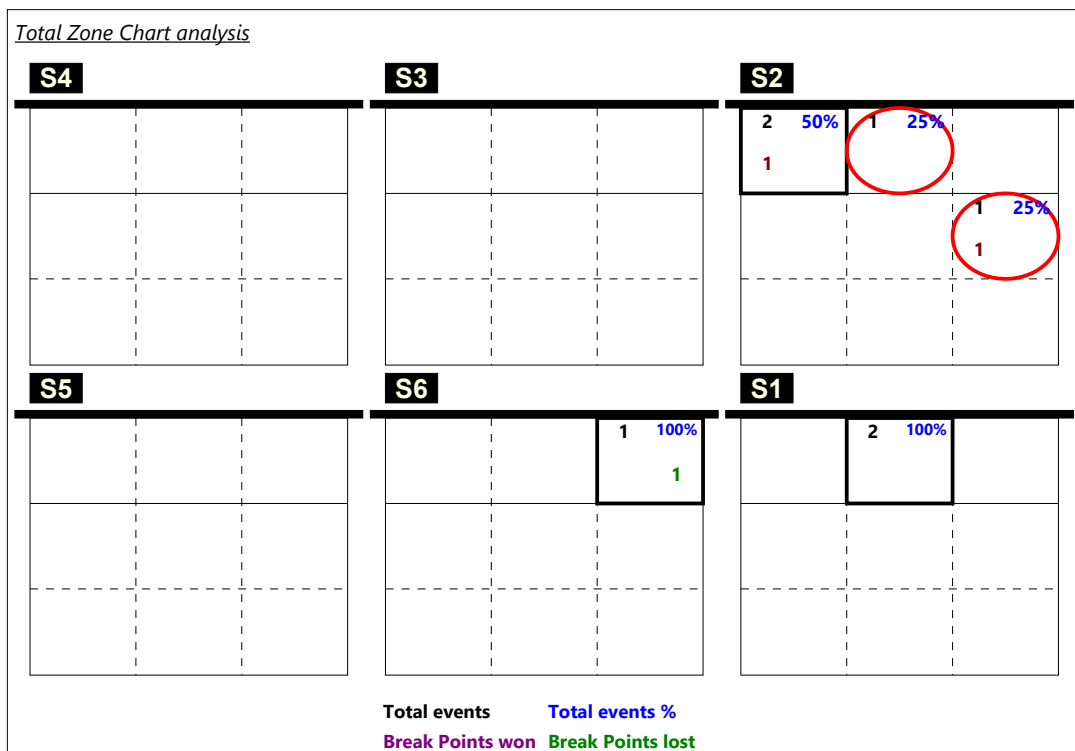 Total Zone Chart analysis
S4 S3 S2
2 50% 1 25%
1
1 25%
1
S5 S6 S1
1 100% 2 100%
1
Total events Total events %
Break Points won Break Points lost